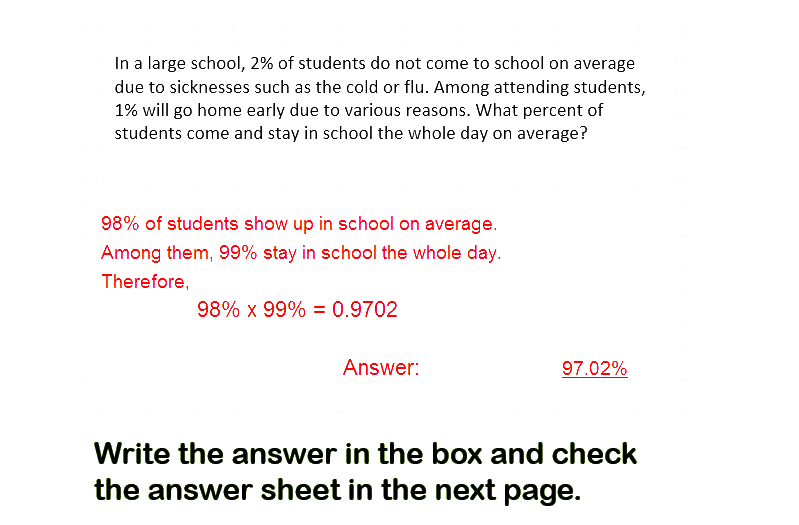 In a large school, 2% of students do not come to school on average
due to sicknesses such as the cold or flu. Among attending students,
1% will go home early due to various reasons. What percent of
students come and stay in school the whole day on average?
98% of students show up in school on average.
Among them, 99% stay in school the whole day.
Therefore,
98% x 99% = 0.9702
Answer: 97.02%
Write the answer in the box and check
the answer sheet in the next page.